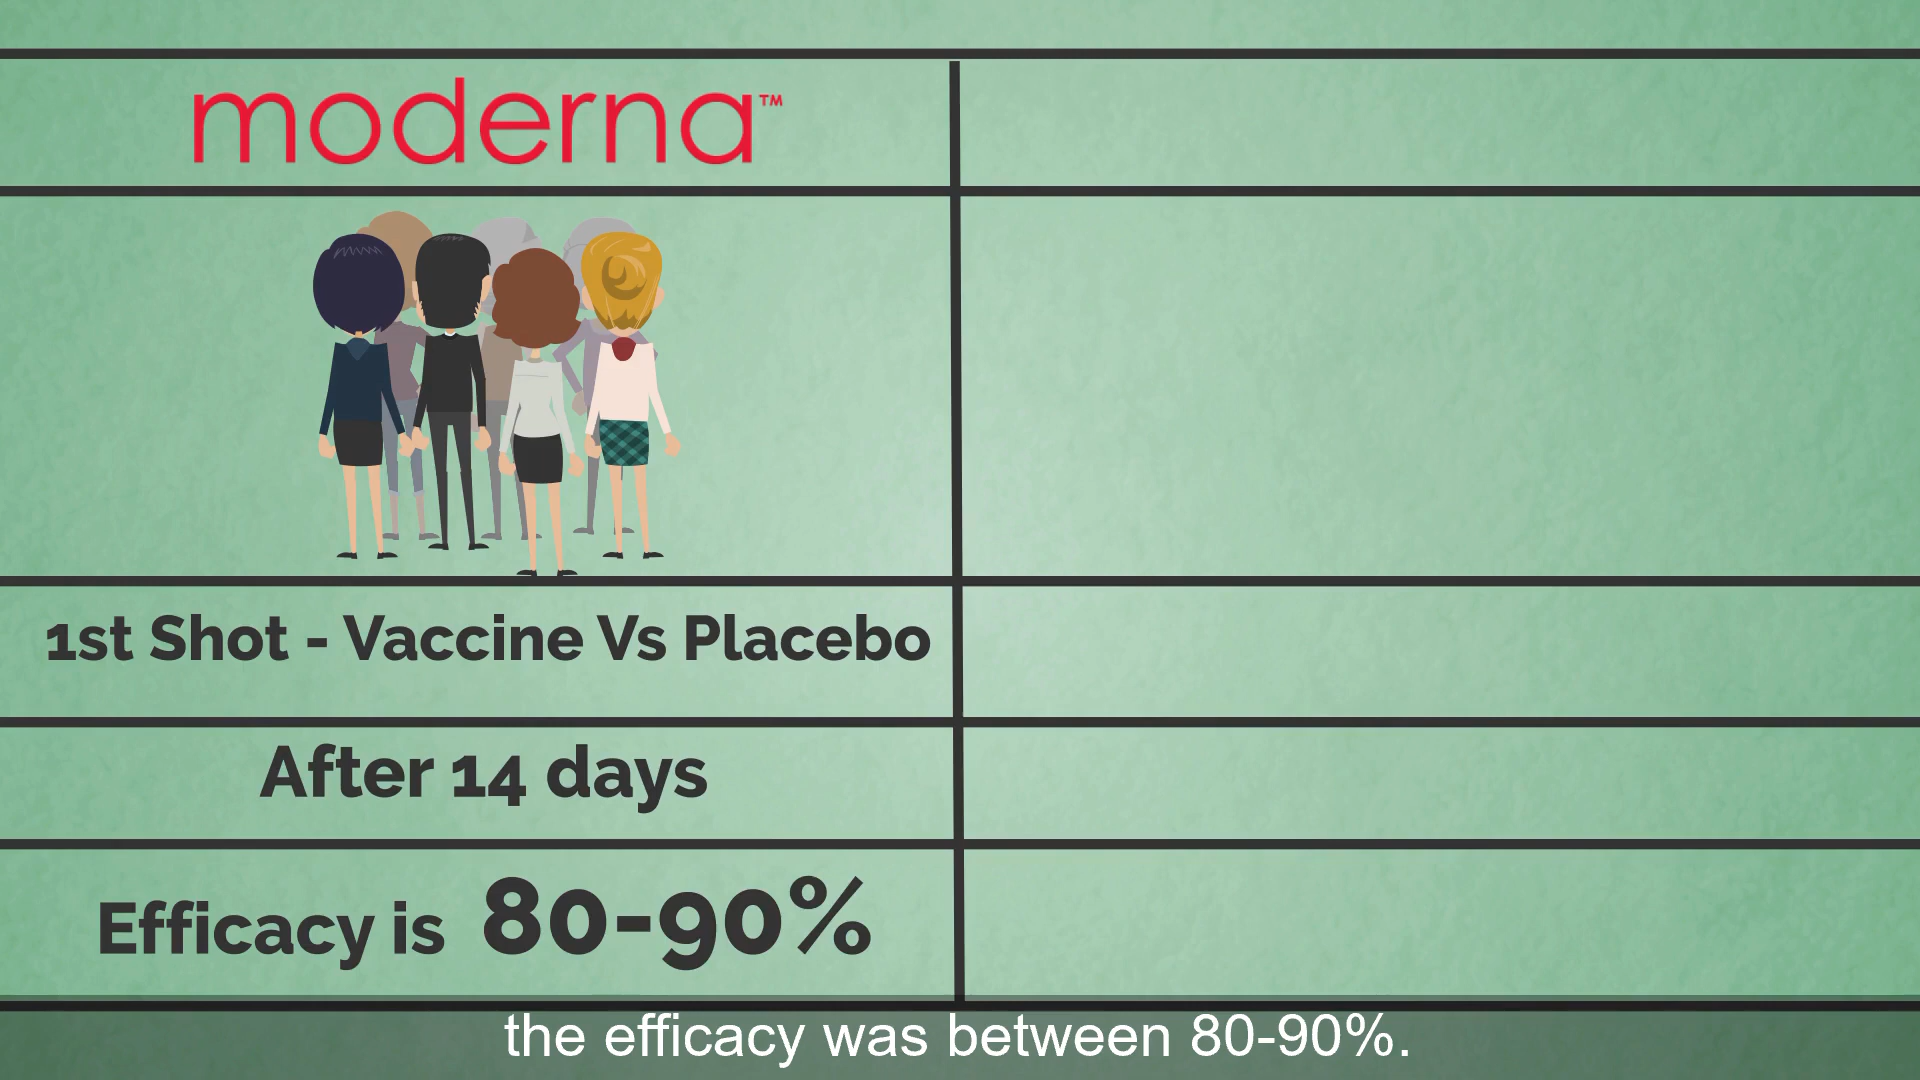 moderna™
1st Shot - Vaccine Vs Placebo
After 14 days
Efficacy is 80-90%
the efficacy was between 80-90%.